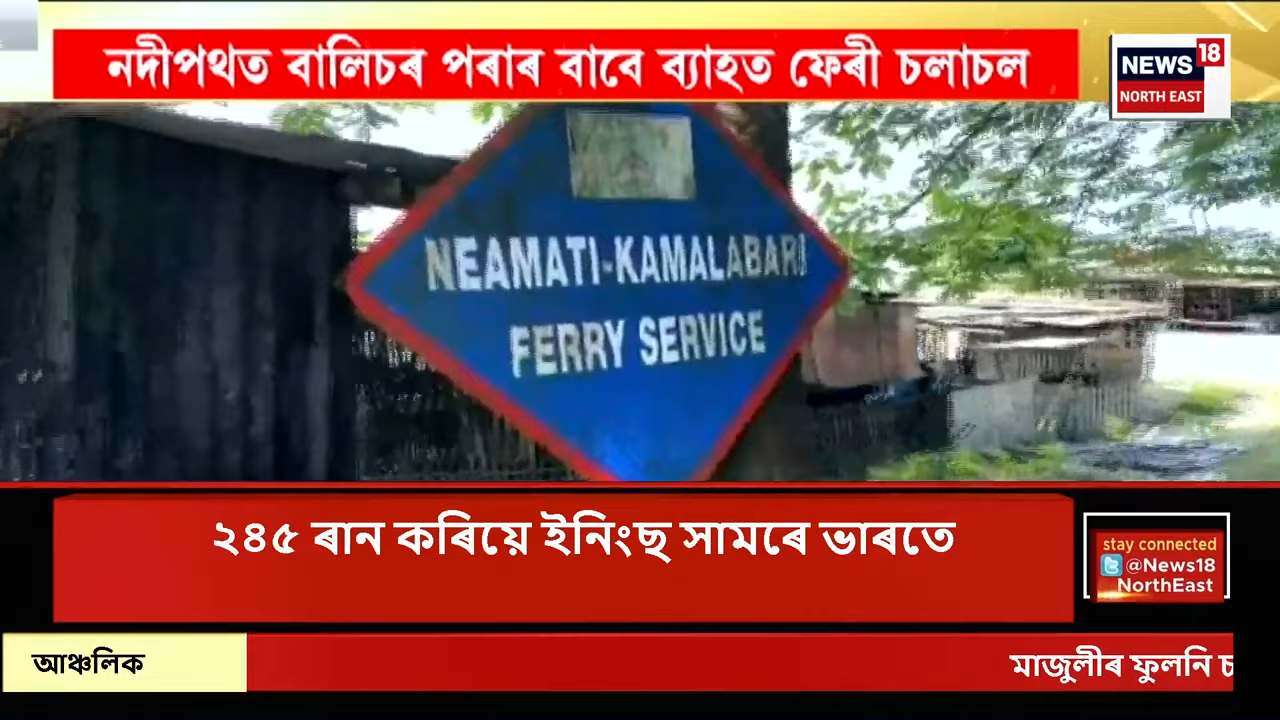 নদীপথত বালিচৰ পৰাৰ বাবে ব্যাহত ফেৰী চলাচল
NEWS 18
NORTH EAST
NEAMATI-KAMALABARI
FERRY SERVICE
২৪৫ ৰান কৰিয়ে ইনিংছ সামৰে ভাৰতে
stay connected
@News18
NorthEast
আঞ্চলিক
মাজুলীৰ ফুলনি